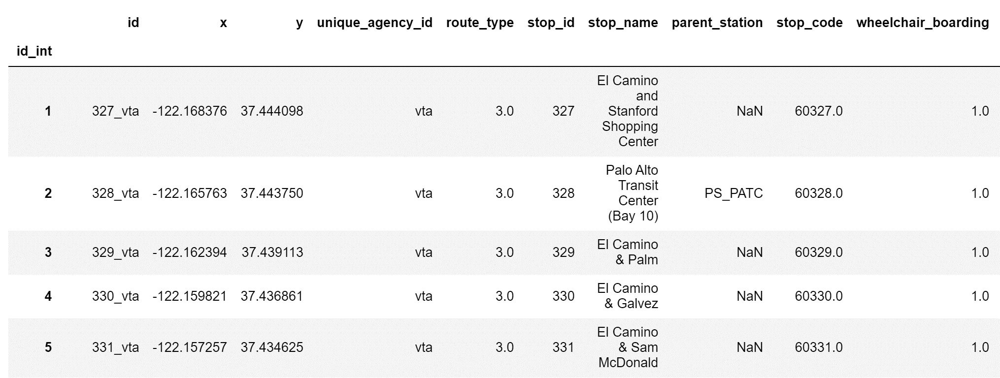 id x y unique_agency_id route_type stop_id stop_name parent_station stop_code wheelchair_boarding
id_int
1 327_vta -122.168376 37.444098 vta 3.0 327 El Camino and Stanford Shopping Center NaN 60327.0 1.0
2 328_vta -122.165763 37.443750 vta 3.0 328 Palo Alto Transit Center (Bay 10) PS_PATC 60328.0 1.0
3 329_vta -122.162394 37.439113 vta 3.0 329 El Camino & Palm NaN 60329.0 1.0
4 330_vta -122.159821 37.436861 vta 3.0 330 El Camino & Galvez NaN 60330.0 1.0
5 331_vta -122.157257 37.434625 vta 3.0 331 El Camino & Sam McDonald NaN 60331.0 1.0